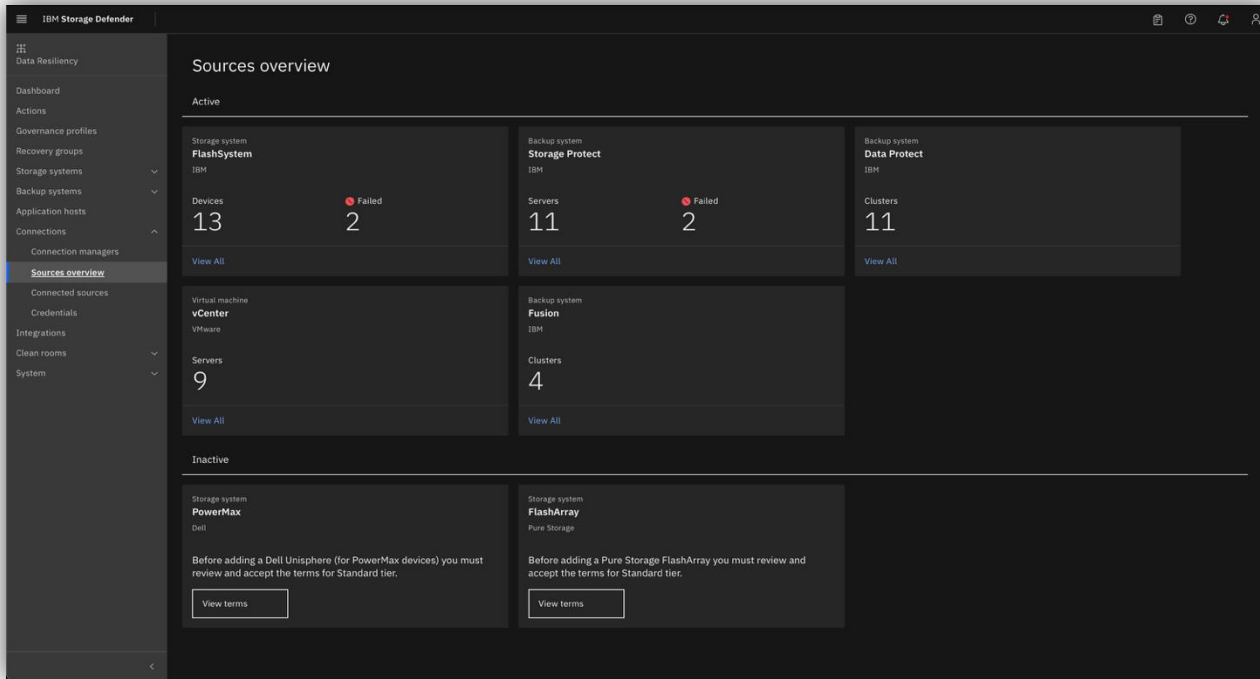 IBM Storage Defender
Data Resiliency
Dashboard
Actions
Governance profiles
Recovery groups
Storage systems
Backup systems
Application hosts
Connections
Connection managers
Sources overview
Connected sources
Credentials
Integrations
Clean rooms
System
Sources overview
Active
Storage system
FlashSystem
IBM
Devices
13
Failed
2
View All
Backup system
Storage Protect
IBM
Servers
11
Failed
2
View All
Backup system
Data Protect
IBM
Clusters
11
View All
Virtual machine
vCenter
VMware
Servers
9
View All
Backup system
Fusion
IBM
Clusters
4
View All
Inactive
Storage system
PowerMax
Dell
Before adding a Dell Unisphere (for PowerMax devices) you must
review and accept the terms for Standard tier.
View terms
Storage system
FlashArray
Pure Storage
Before adding a Pure Storage FlashArray you must review and
accept the terms for Standard tier.
View terms